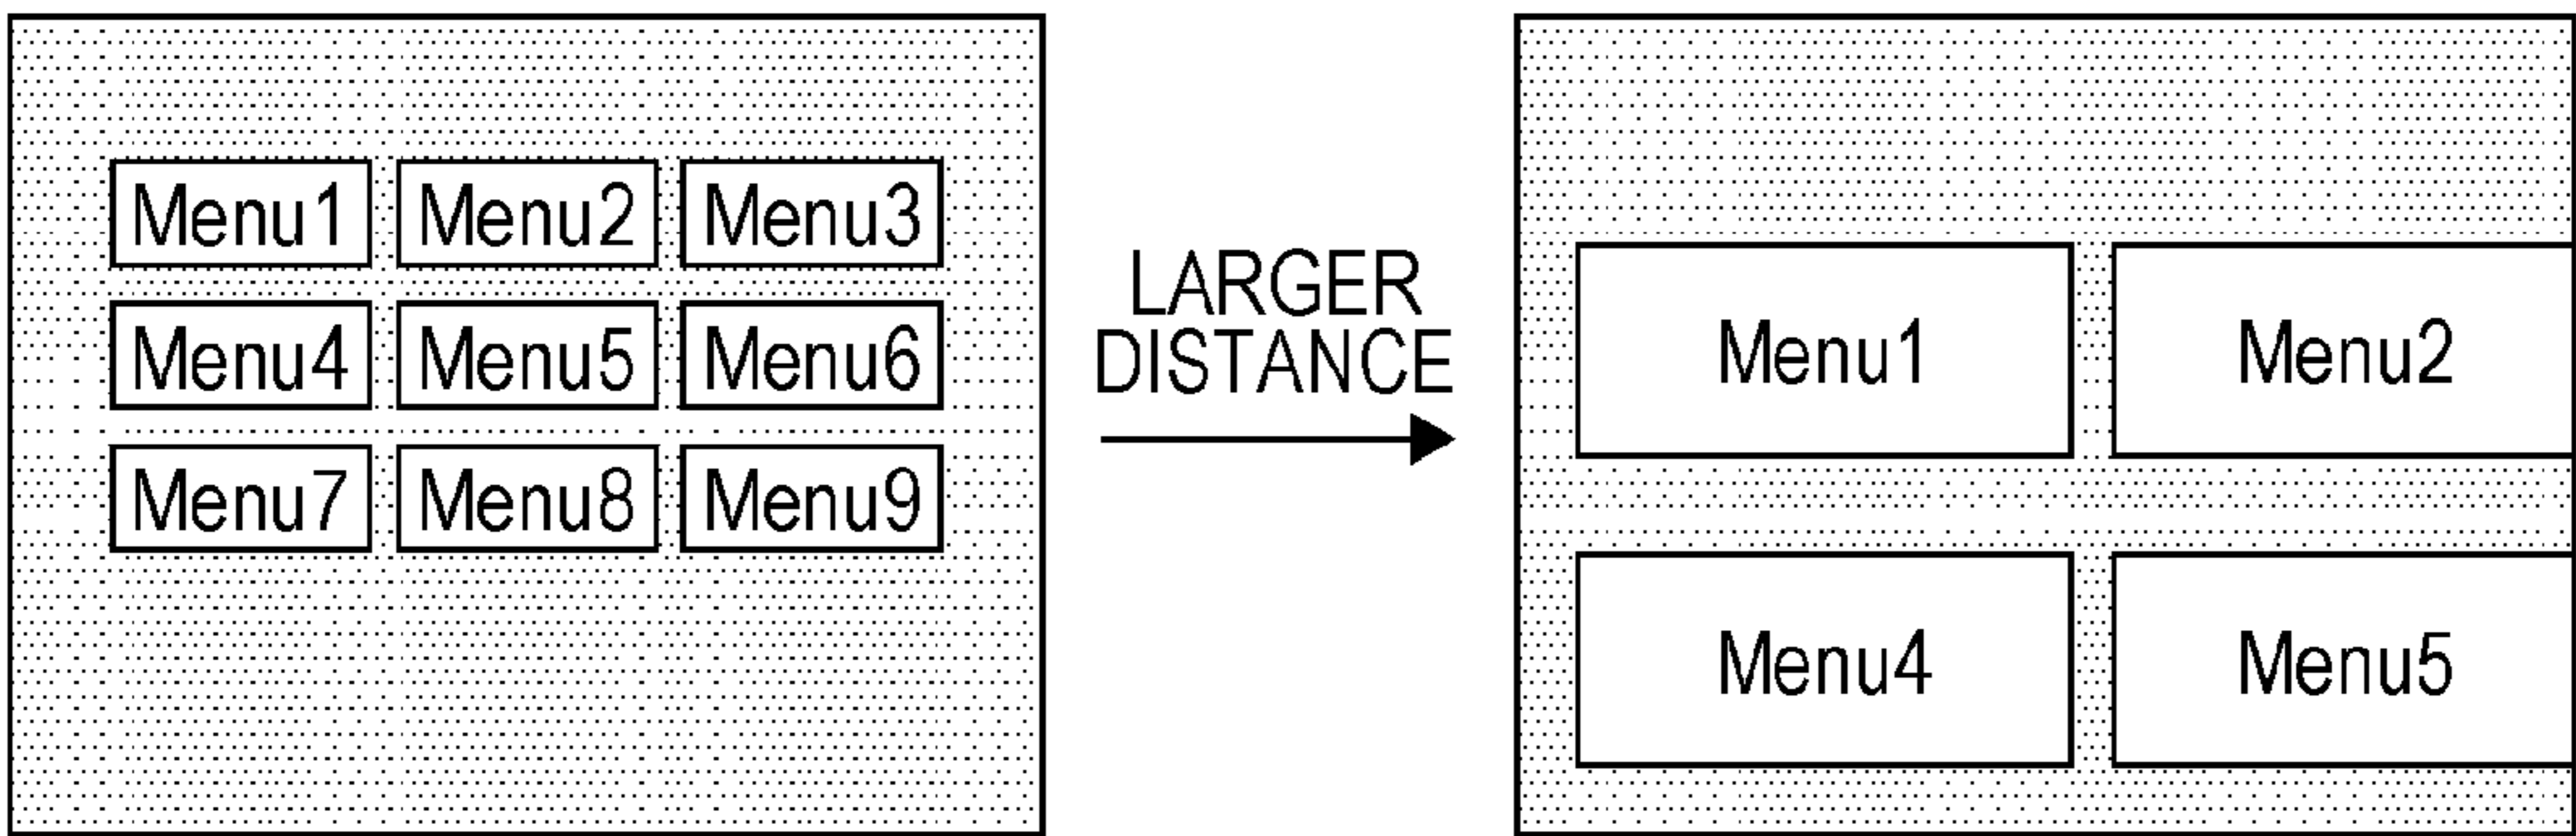 Menu1 Menu2 Menu3
Menu4 Menu5 Menu6
Menu7 Menu8 Menu9
LARGER
DISTANCE
Menu1 Menu2
Menu4 Menu5